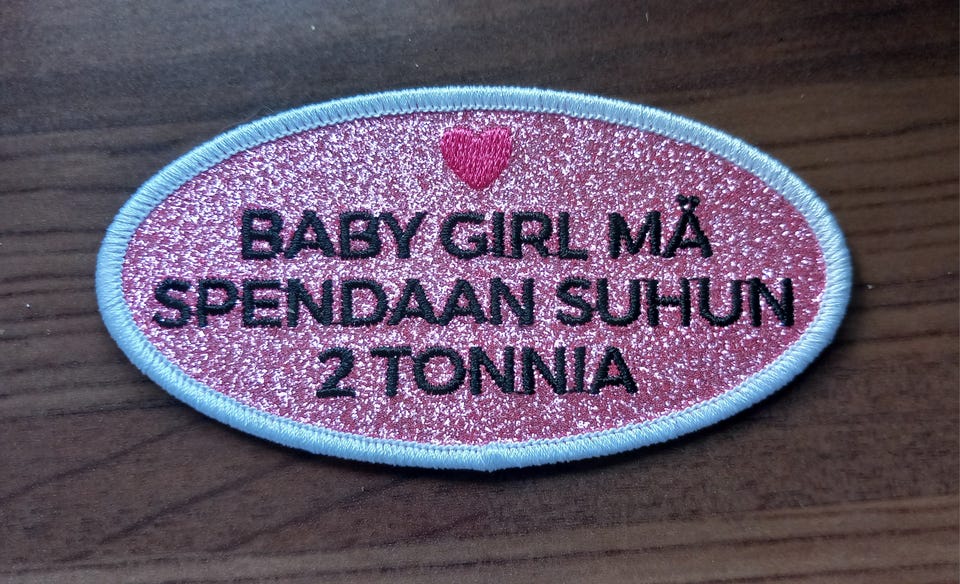 BABY GIRL MÄ
SPENDAAN SUHUN
2 TONNIA